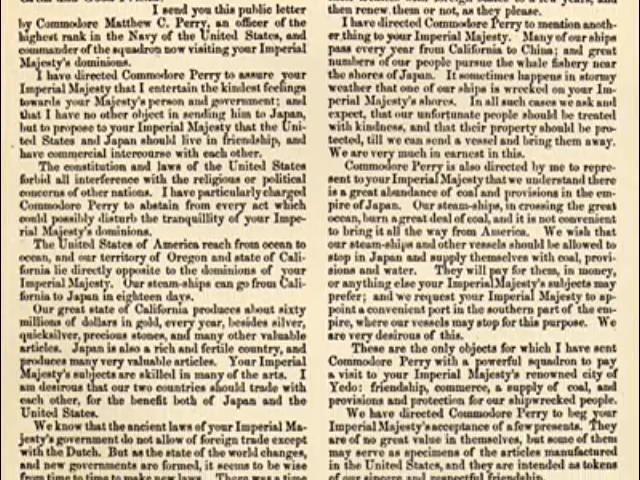 I send you this public letter
by Commodore Matthew C. Perry, an officer of the
highest rank in the Navy of the United States, and
commander of the squadron now visiting your Imperial
Majesty's dominions.
I have directed Commodore Perry to assure your
Imperial Majesty that I entertain the kindest feelings
towards your Majesty's person and government; and
that I have no other object in sending him to Japan,
but to propose to your Imperial Majesty that the Uni-
ted States and Japan should live in friendship, and
have commercial intercourse with each other.
The constitution and laws of the United States
forbid all interference with the religious or political
concerns of other nations. I have particularly charged
Commodore Perry to abstain from every act which
could possibly disturb the tranquillity of your Impe-
rial Majesty's dominions.
The United States of America reach from ocean to
ocean, and our territory of Oregon and state of Cali-
fornia lie directly opposite to the dominions of your
Imperial Majesty. Our steam-ships can go from Cali-
fornia to Japan in eighteen days.
Our great state of California produces about sixty
millions of dollars in gold, every year, besides silver,
quicksilver, precious stones, and many other valuable
articles. Japan is also a rich and fertile country, and
produces many very valuable articles. Your Imperial
Majesty's subjects are skilled in many of the arts. I
am desirous that our two countries should trade with
each other, for the benefit both of Japan and the
United States.
We know that the ancient laws of your Imperial Ma-
jesty's government do not allow of foreign trade except
with the Dutch. But as the state of the world changes,
and new governments are formed, it seems to be wise
from time to time to make new laws. There was a time
then renew them or not, as they please.
I have directed Commodore Perry to mention anoth-
er thing to your Imperial Majesty. Many of our ships
pass every year from California to China; and great
numbers of our people pursue the whale fishery near
the shores of Japan. It sometimes happens in stormy
weather that one of our ships is wrecked on your Im-
perial Majesty's shores. In all such cases we ask and
expect, that our unfortunate people should be treated
with kindness, and that their property should be pro-
tected, till we can send a vessel and bring them away.
We are very much in earnest in this.
Commodore Perry is also directed by me to repre-
sent to your Imperial Majesty that we understand there
is a great abundance of coal and provisions in the em-
pire of Japan. Our steam-ships, in crossing the great
ocean, burn a great deal of coal, and it is not convenient
to bring it all the way from America. We wish that
our steam-ships and other vessels should be allowed to
stop in Japan and supply themselves with coal, provi-
sions and water. They will pay for them, in money,
or anything else your Imperial Majesty's subjects may
prefer; and we request your Imperial Majesty to ap-
point a convenient port in the southern part of the em-
pire, where our vessels may stop for this purpose. We
are very desirous of this.
These are the only objects for which I have sent
Commodore Perry with a powerful squadron to pay
a visit to your Imperial Majesty's renowned city of
Yedo: friendship, commerce, a supply of coal, and
provisions and protection for our shipwrecked people.
We have directed Commodore Perry to beg your
Imperial Majesty's acceptance of a few presents. They
are of no great value in themselves, but some of them
may serve as specimens of the articles manufactured
in the United States, and they are intended as tokens
of our sincere and respectful friendship.